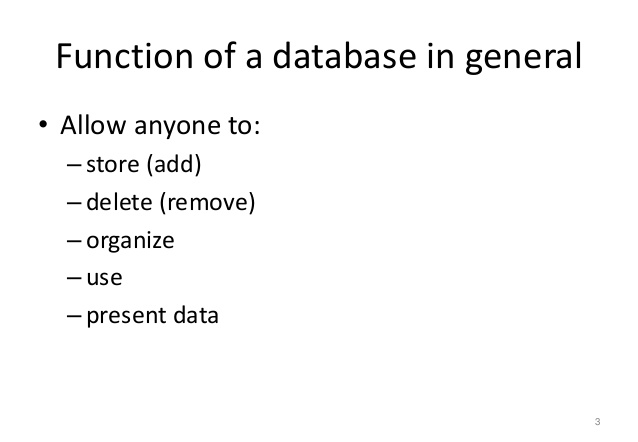 Function of a database in general
• Allow anyone to:
– store (add)
– delete (remove)
– organize
– use
– present data
3